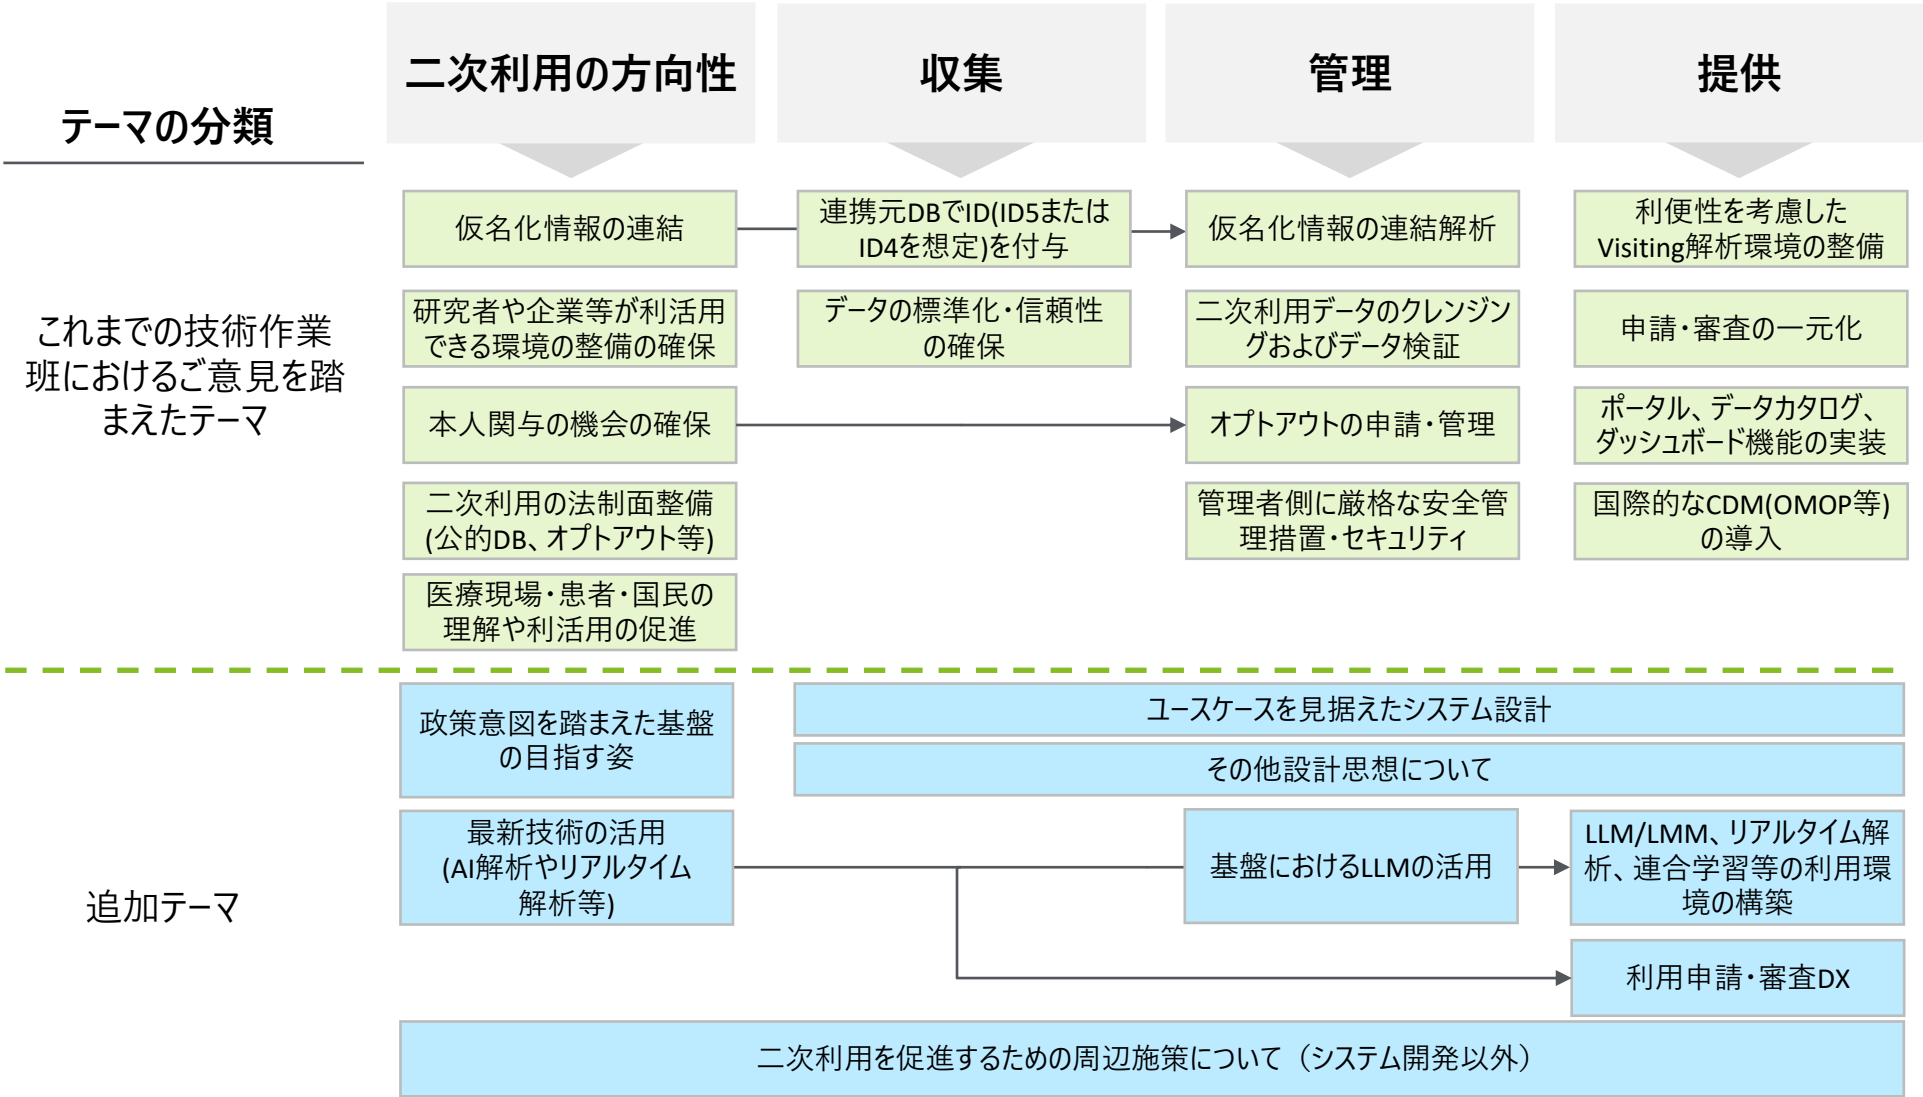 二次利用の方向性
収集
管理
提供
テーマの分類
これまでの技術作業
班におけるご意見を踏
まえたテーマ
仮名化情報の連結
連携元DBでID(ID5または
ID4を想定)を付与
仮名化情報の連結解析
利便性を考慮した
Visiting解析環境の整備
研究者や企業等が利活用
できる環境の整備の確保
データの標準化・信頼性
の確保
二次利用データのクレンジン
グおよびデータ検証
申請・審査の一元化
本人関与の機会の確保
オプトアウトの申請・管理
ポータル、データカタログ、
ダッシュボード機能の実装
二次利用の法制面整備
(公的DB、オプトアウト等)
管理者側に厳格な安全管
理措置・セキュリティ
国際的なCDM(OMOP等)
の導入
医療現場・患者・国民の
理解や利活用の促進
追加テーマ
政策意図を踏まえた基盤
の目指す姿
ユースケースを見据えたシステム設計
その他設計思想について
最新技術の活用
(AI解析やリアルタイム
解析等)
基盤におけるLLMの活用
LLM/LMM、リアルタイム解
析、連合学習等の利用環
境の構築
利用申請・審査DX
二次利用を促進するための周辺施策について（システム開発以外）